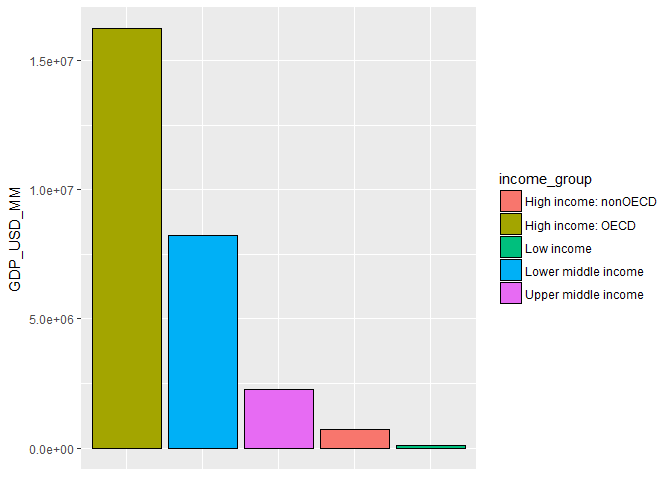 1.5e+07
1.0e+07
5.0e+06
0.0e+00
GDP_USD_MM
income_group
High income: nonOECD
High income: OECD
Low income
Lower middle income
Upper middle income